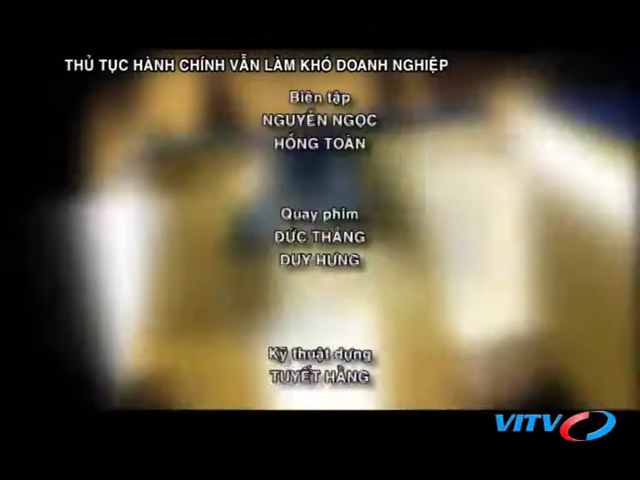 THỦ TỤC HÀNH CHÍNH VẪN LÀM KHÓ DOANH NGHIỆP
Biên tập
NGUYỄN NGỌC
HỒNG TOÀN
Quay phim
ĐỨC THẮNG
DUY HƯNG
Kỹ thuật dựng
TUYẾT HẰNG
VITV